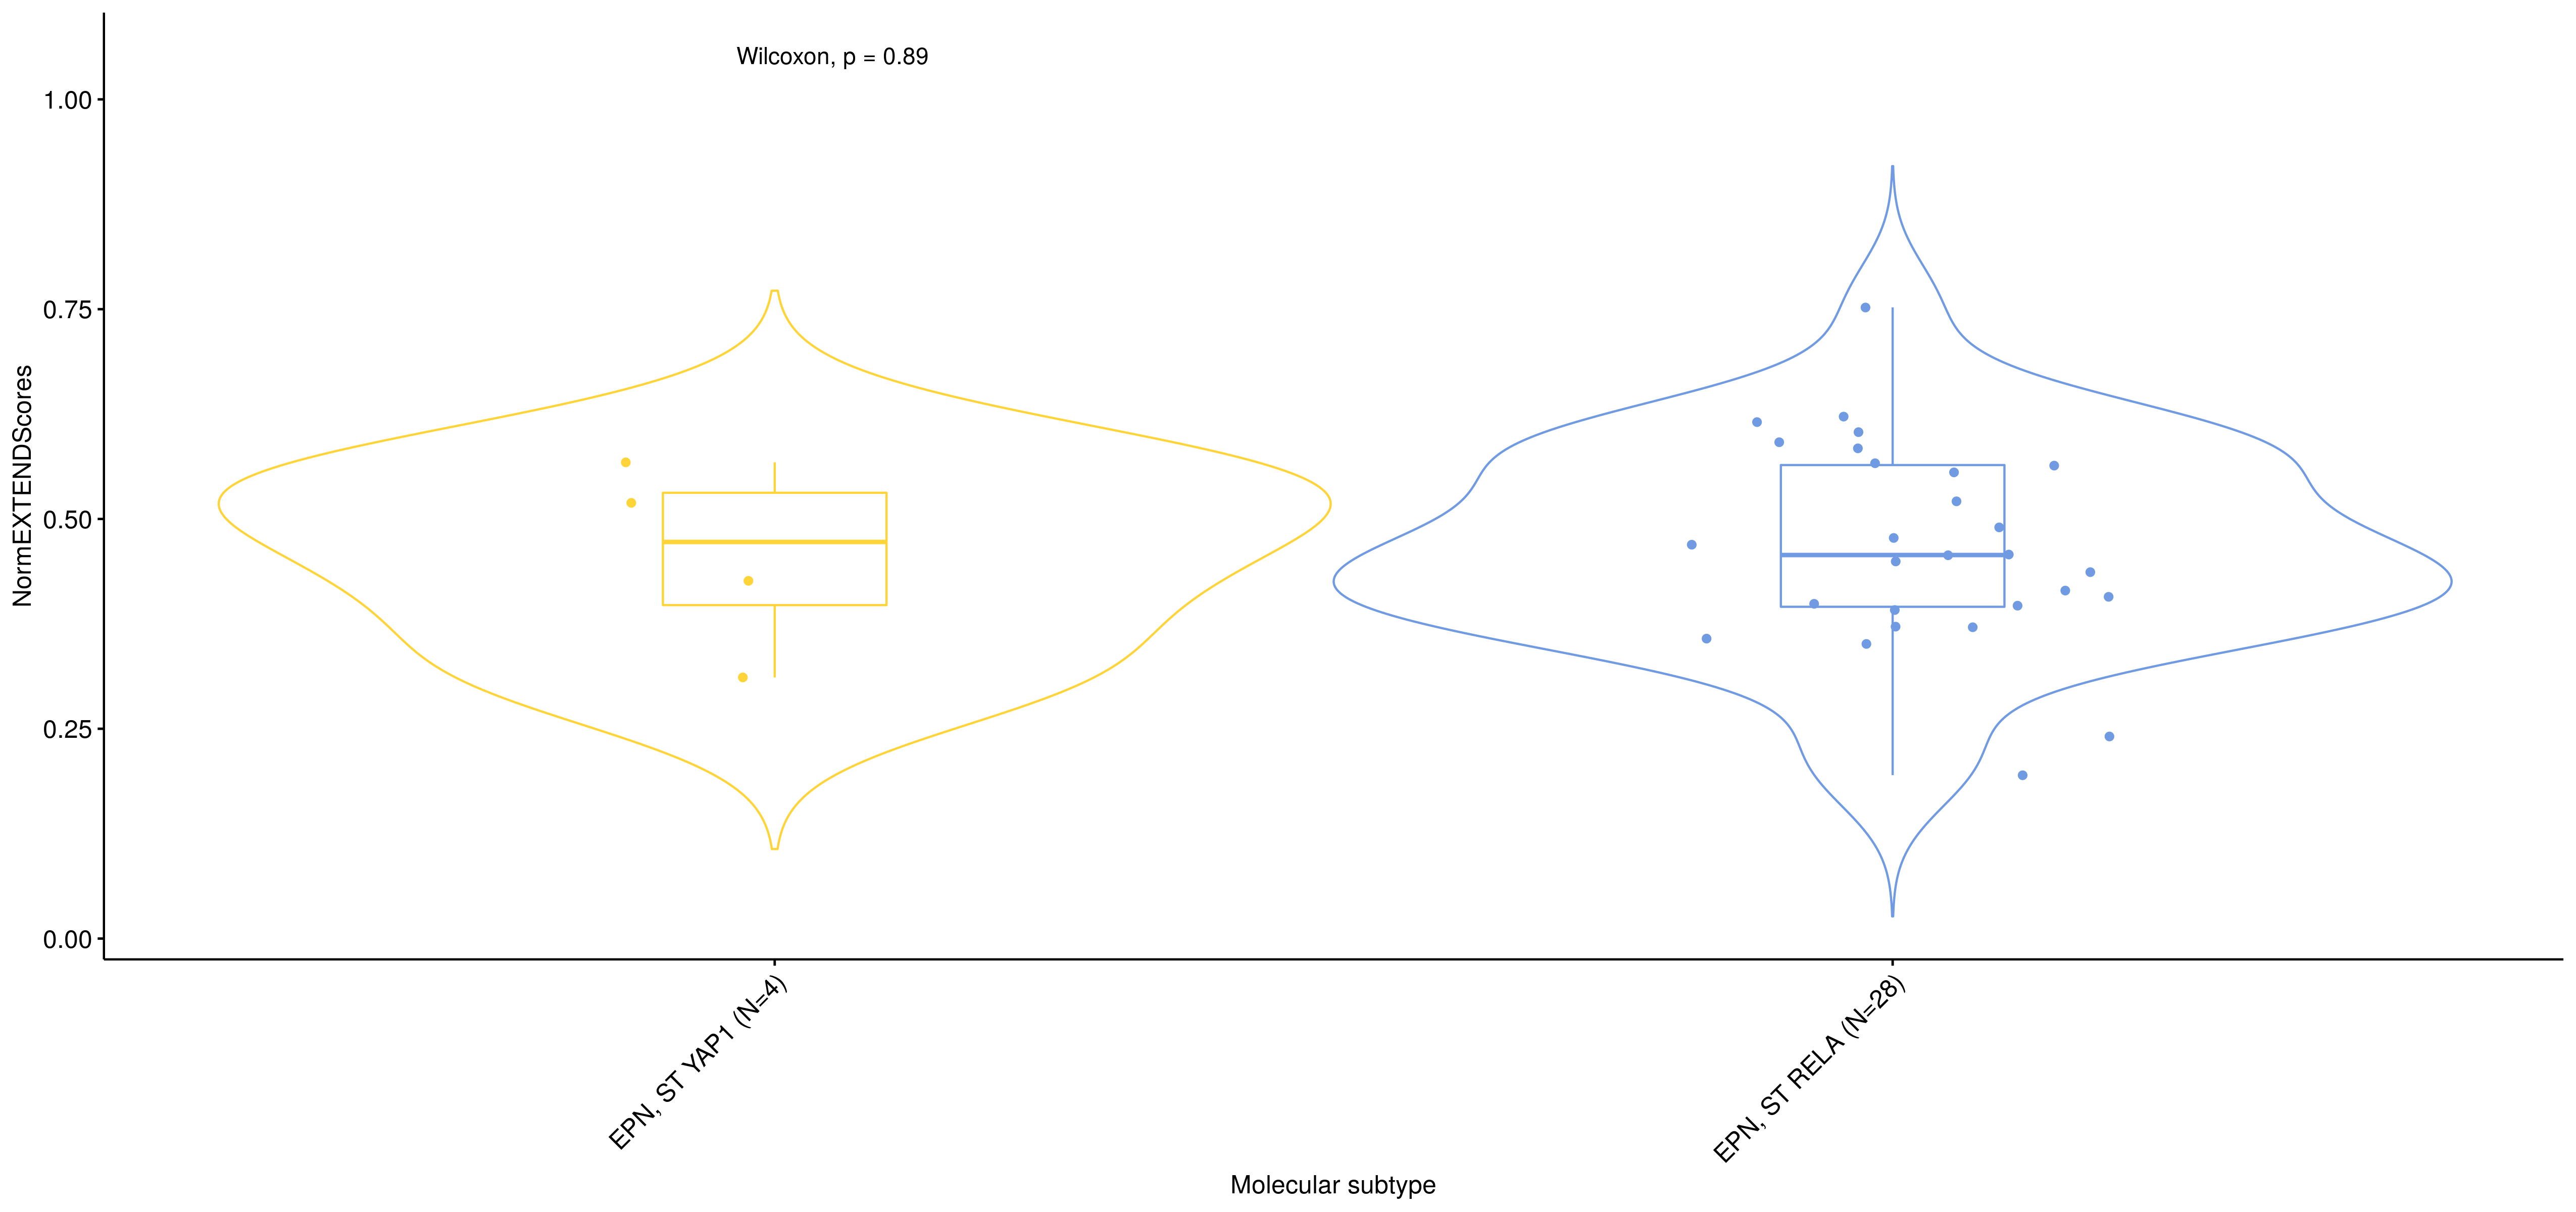 Wilcoxon, p = 0.89
1.00
0.75
0.50
0.25
0.00
NormEXTENDScores
EPN, ST YAP1 (N=4)
EPN, ST RELA (N=28)
Molecular subtype